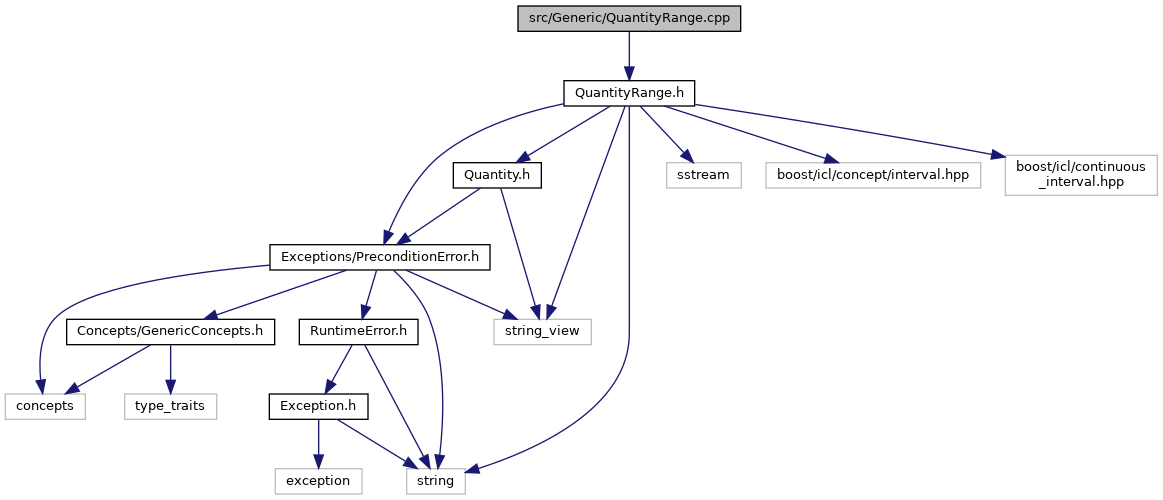 src/Generic/QuantityRange.cpp
QuantityRange.h
Quantity.h
sstream
boost/icl/concept/interval.hpp
boost/icl/continuous
_interval.hpp
Exceptions/PreconditionError.h
Concepts/GenericConcepts.h
RuntimeError.h
string_view
concepts
type_traits
Exception.h
exception
string